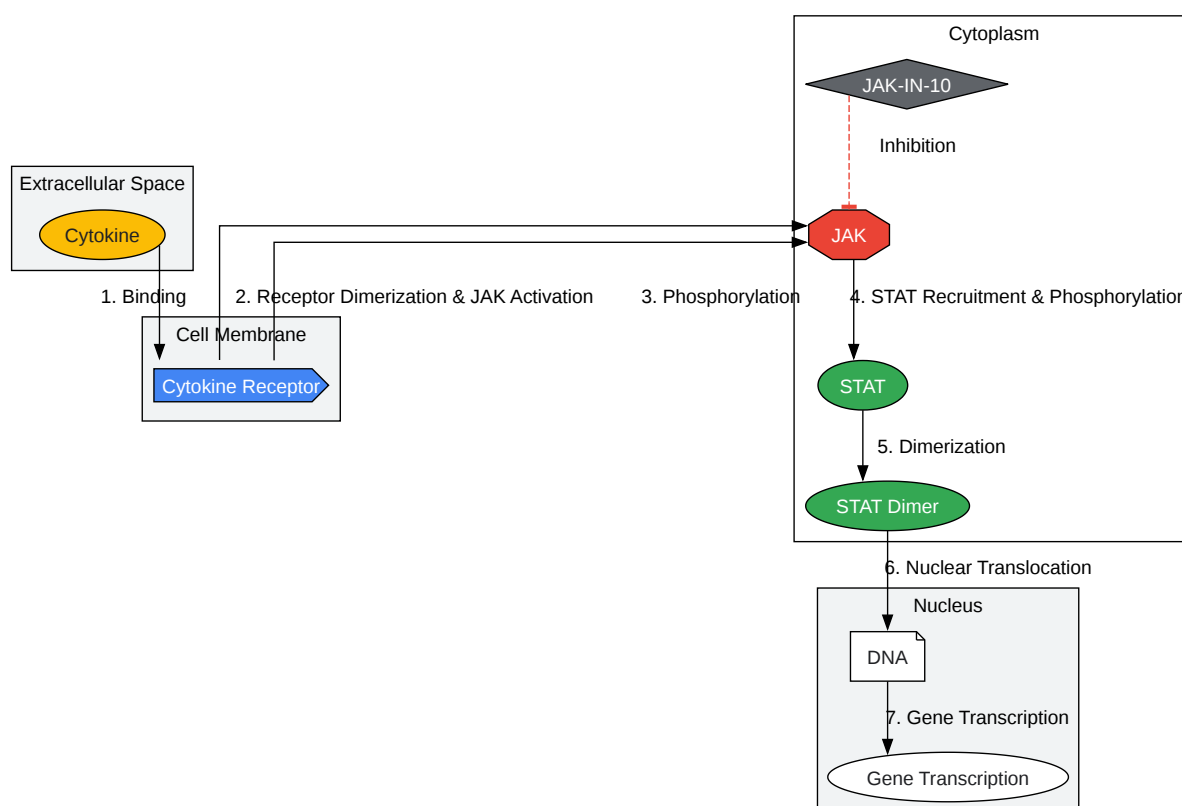 Cytoplasm
JAK-IN-10
Inhibition
Extracellular Space
Cytokine
JAK
1. Binding
2. Receptor Dimerization & JAK Activation
3. Phosphorylation
4. STAT Recruitment & Phosphorylation
Cell Membrane
Cytokine Receptor
STAT
5. Dimerization
STAT Dimer
6. Nuclear Translocation
Nucleus
DNA
7. Gene Transcription
Gene Transcription